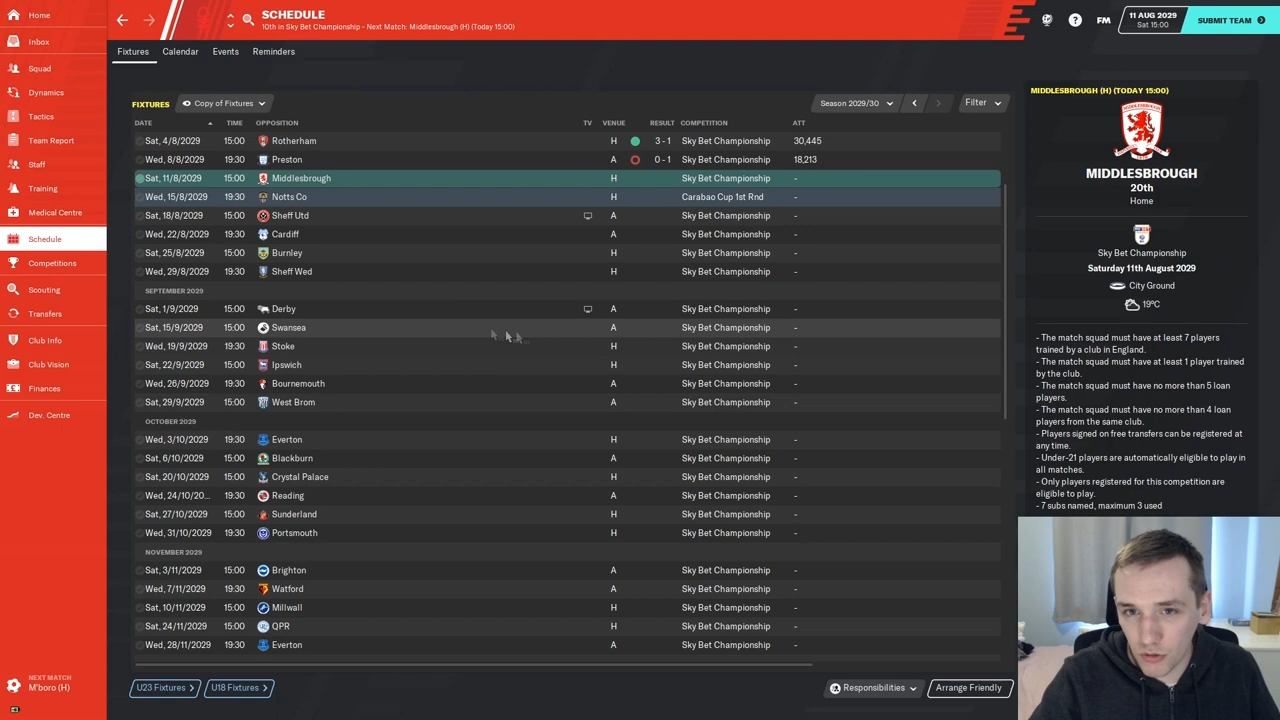 Home
Inbox
Squad
Dynamics
Tactics
Team Report
Staff
Training
Medical Centre
Schedule
Competitions
Scouting
Transfers
Club Info
Club Vision
Finances
Dev. Centre
NEXT MATCH
M'boro (H)
SCHEDULE
10th in Sky Bet Championship - Next Match: Middlesbrough (H) (Today 15:00)
FM
11 AUG 2029
Sat 15:00
SUBMIT TEAM
Fixtures Calendar Events Reminders
FIXTURES Copy of Fixtures Season 2029/30 Filter
DATE TIME OPPOSITION TV VENUE RESULT COMPETITION ATT
Sat, 4/8/2029 15:00 Rotherham H 3 - 1 Sky Bet Championship 30,445
Wed, 8/8/2029 19:30 Preston A 0 - 1 Sky Bet Championship 18,213
Sat, 11/8/2029 15:00 Middlesbrough H Sky Bet Championship -
Wed, 15/8/2029 19:30 Notts Co H Carabao Cup 1st Rnd -
Sat, 18/8/2029 15:00 Sheff Utd A Sky Bet Championship -
Wed, 22/8/2029 19:30 Cardiff A Sky Bet Championship -
Sat, 25/8/2029 15:00 Burnley H Sky Bet Championship -
Wed, 29/8/2029 19:30 Sheff Wed H Sky Bet Championship -
SEPTEMBER 2029
Sat, 1/9/2029 15:00 Derby A Sky Bet Championship -
Sat, 15/9/2029 15:00 Swansea A Sky Bet Championship -
Wed, 19/9/2029 19:30 Stoke H Sky Bet Championship -
Sat, 22/9/2029 15:00 Ipswich H Sky Bet Championship -
Wed, 26/9/2029 19:30 Bournemouth A Sky Bet Championship -
Sat, 29/9/2029 15:00 West Brom A Sky Bet Championship -
OCTOBER 2029
Wed, 3/10/2029 19:30 Everton H Sky Bet Championship -
Sat, 6/10/2029 15:00 Blackburn A Sky Bet Championship -
Sat, 20/10/2029 15:00 Crystal Palace H Sky Bet Championship -
Wed, 24/10/20... 19:30 Reading A Sky Bet Championship -
Sat, 27/10/2029 15:00 Sunderland H Sky Bet Championship -
Wed, 31/10/2029 19:30 Portsmouth H Sky Bet Championship -
NOVEMBER 2029
Sat, 3/11/2029 15:00 Brighton A Sky Bet Championship -
Wed, 7/11/2029 19:30 Watford A Sky Bet Championship -
Sat, 10/11/2029 15:00 Millwall H Sky Bet Championship -
Sat, 24/11/2029 15:00 QPR H Sky Bet Championship -
Wed, 28/11/2029 19:30 Everton A Sky Bet Championship -
U23 Fixtures U18 Fixtures Responsibilities Arrange Friendly
MIDDLESBROUGH (H) (TODAY 15:00)
MIDDLESBROUGH
20th
Home
Sky Bet Championship
Saturday 11th August 2029
City Ground
19°C
- The match squad must have at least 7 players
trained by a club in England.
- The match squad must have at least 1 player trained
by the club.
- The match squad must have no more than 5 loan
players.
- The match squad must have no more than 4 loan
players from the same club.
- Players signed on free transfers can be registered at
any time.
- Under-21 players are automatically eligible to play in
all matches.
- Only players registered for this competition are
eligible to play.
- 7 subs named, maximum 3 used